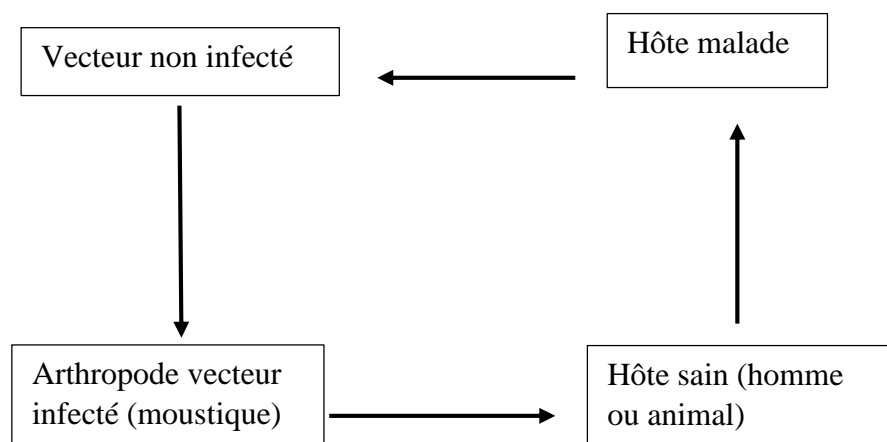 Vecteur non infecté
Hôte malade
Arthropode vecteur
infecté (moustique)
Hôte sain (homme
ou animal)